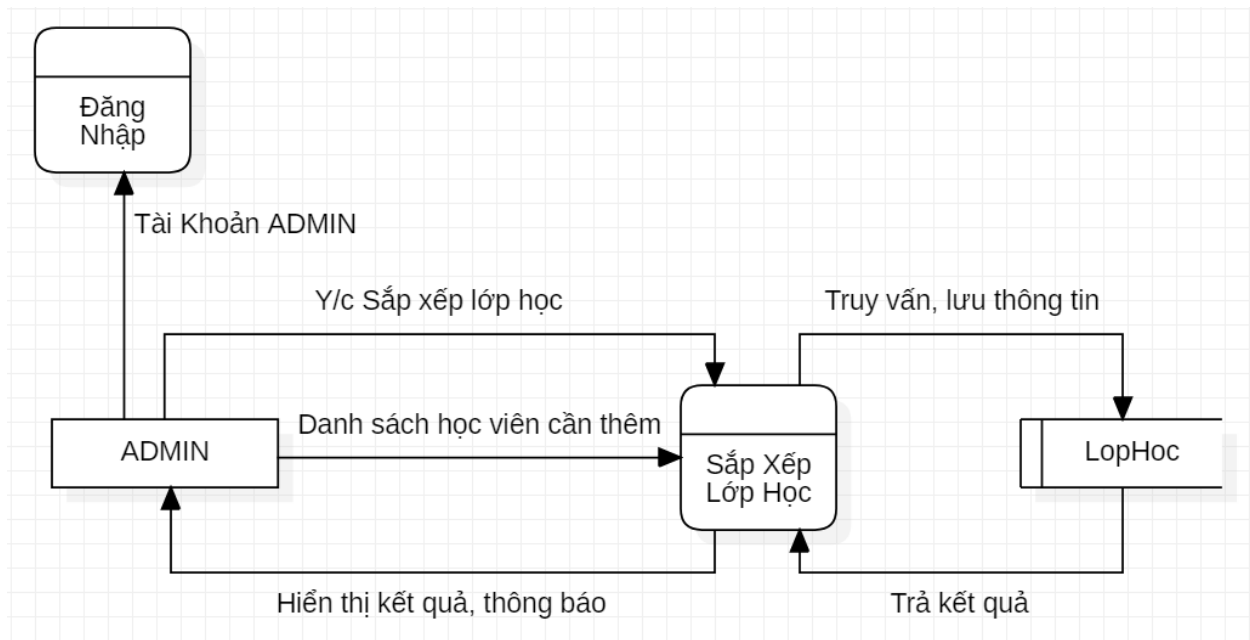 Đăng
Nhập
Tài Khoản ADMIN
Y/c Sắp xếp lớp học
Truy vấn, lưu thông tin
ADMIN
Danh sách học viên cần thêm
Sắp Xếp
Lớp Học
LopHoc
Hiển thị kết quả, thông báo
Trả kết quả